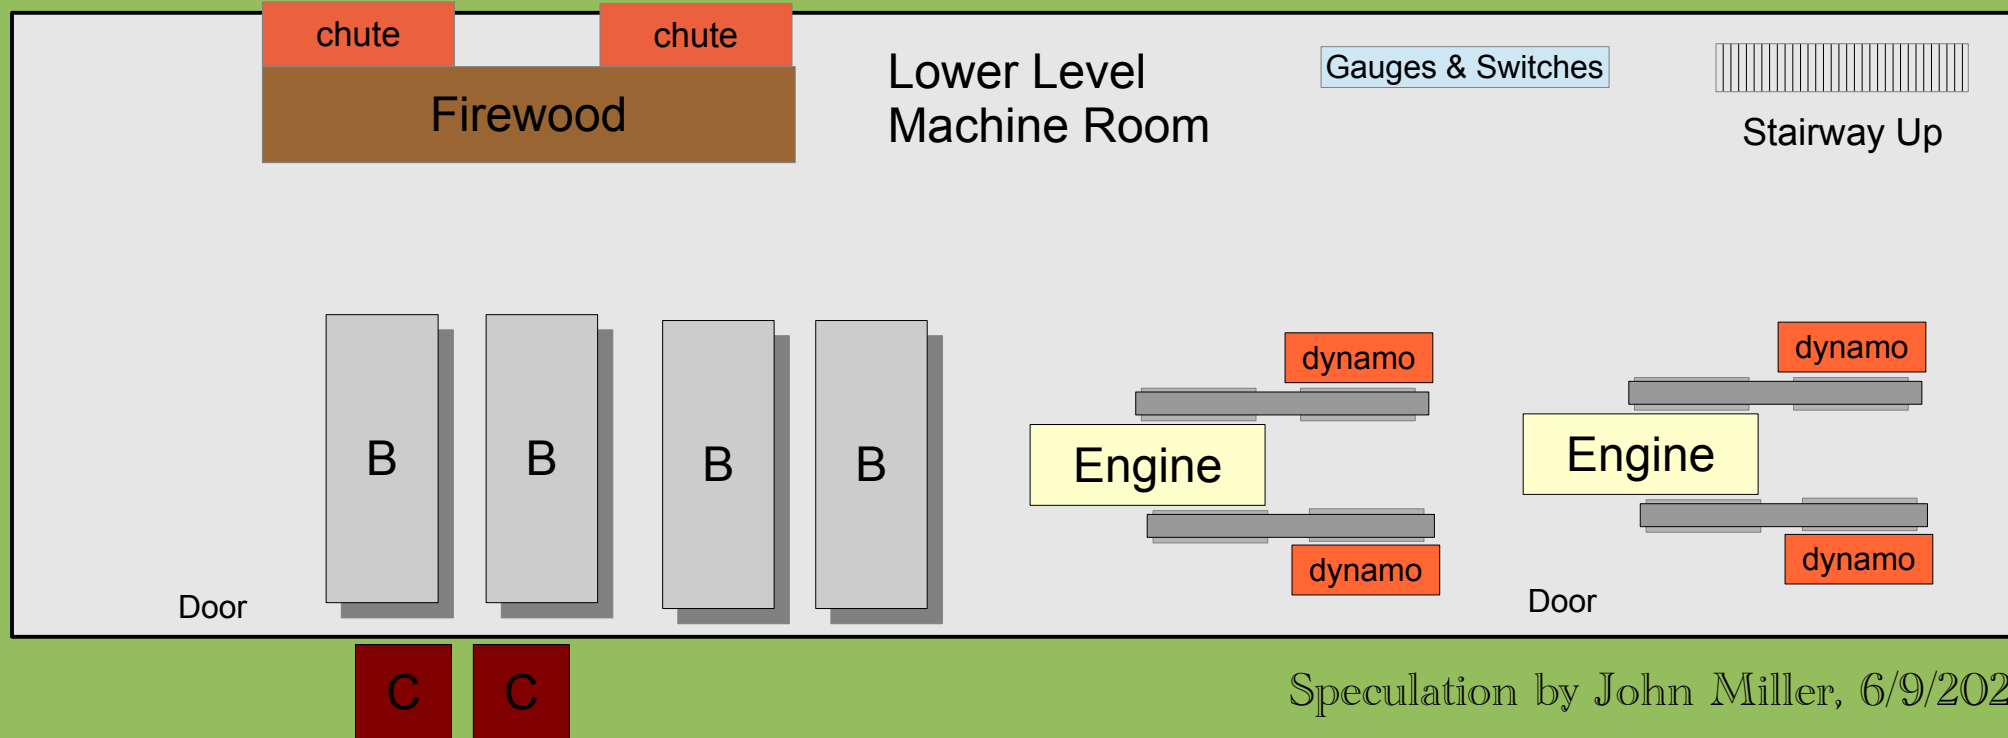 chute
chute
Firewood
Lower Level
Machine Room
Gauges & Switches
Stairway Up
B
B
B
B
Engine
dynamo
dynamo
Engine
dynamo
dynamo
Door
Door
C
C
Speculation by John Miller, 6/9/202